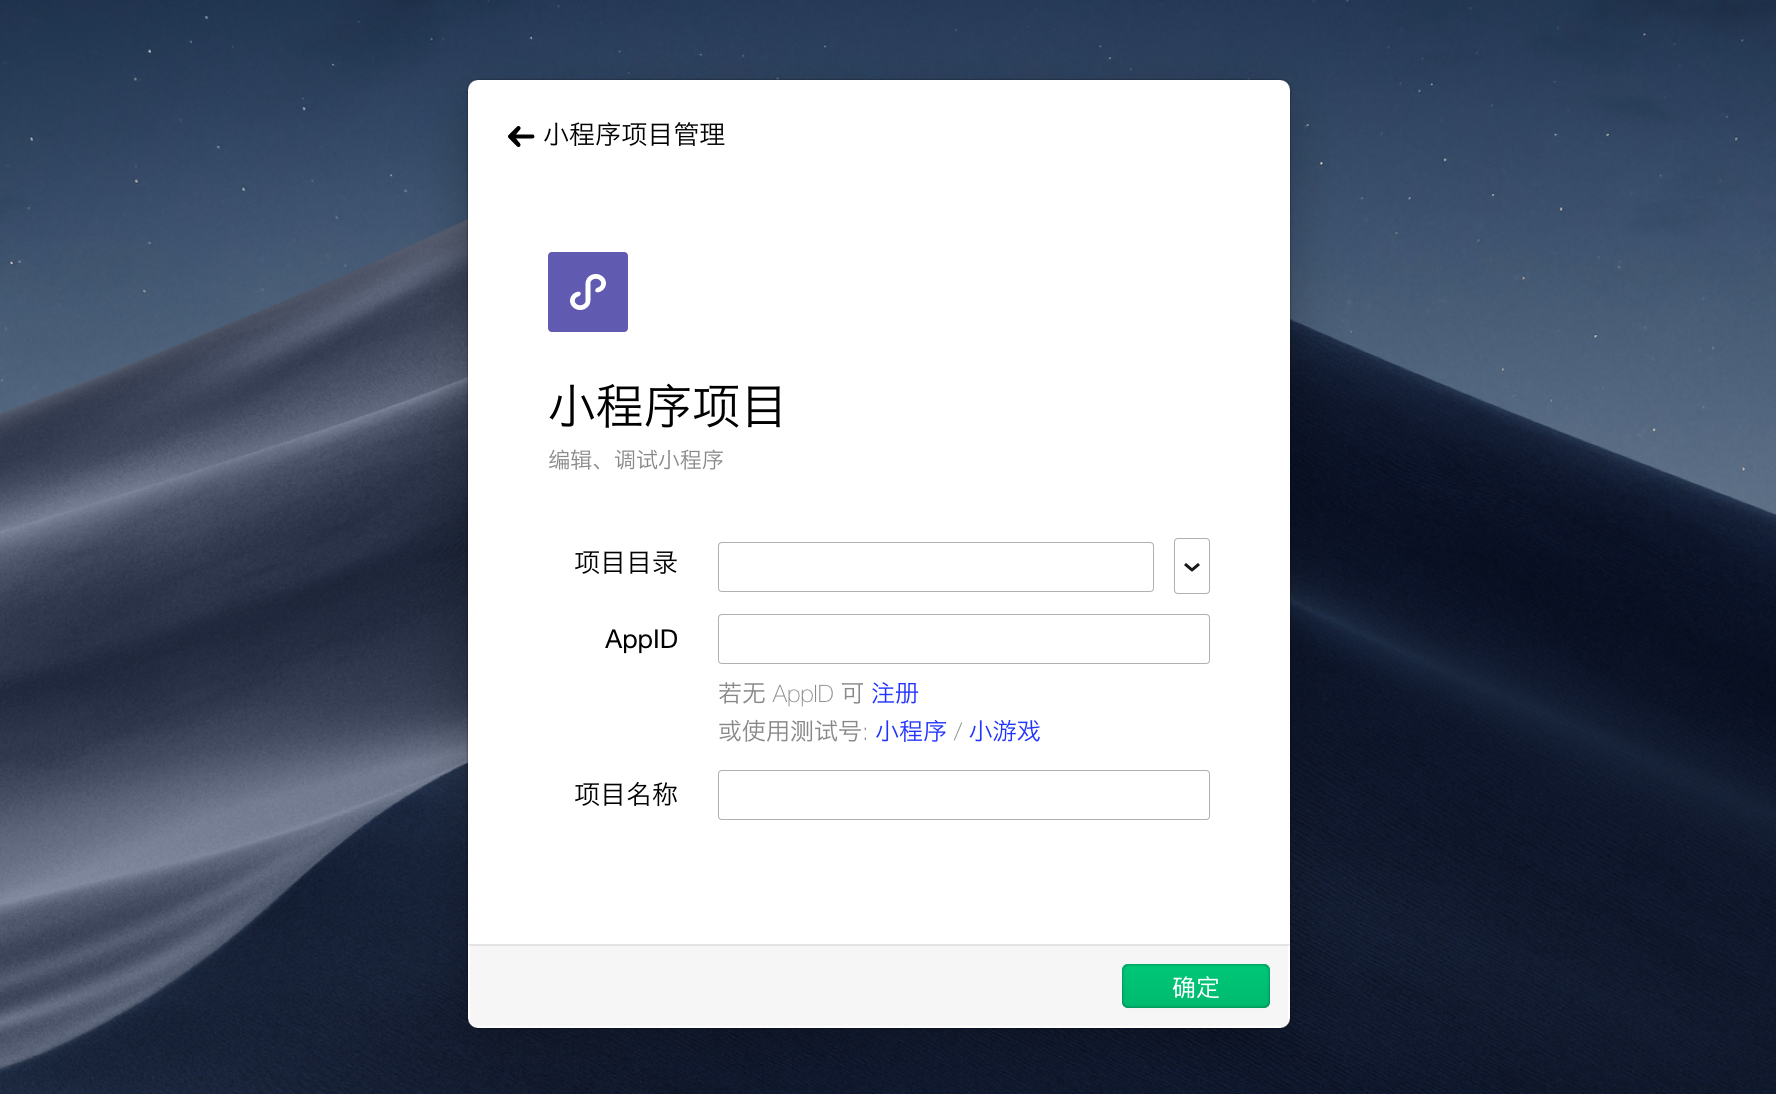 小程序项目管理
小程序项目
编辑、调试小程序
项目目录
AppID
若无 AppID 可 注册
或使用测试号: 小程序 / 小游戏
项目名称
确定